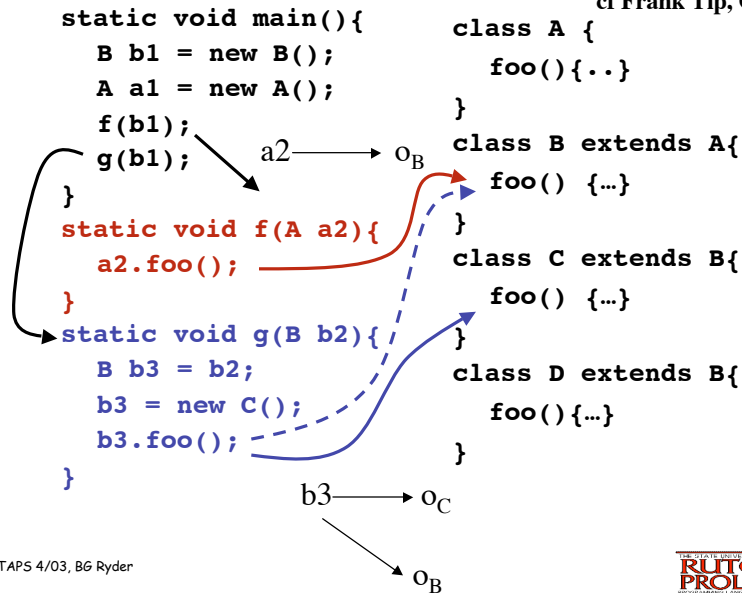 cf Frank Tip,
static void main(){
B b1 = new B();
A a1 = new A();
f(b1);
g(b1);
}
static void f(A a2){
a2.foo();
}
static void g(B b2){
B b3 = b2;
b3 = new C();
b3.foo();
}
a2 oB
class A {
foo(){..}
}
class B extends A{
foo() {…}
}
class C extends B{
foo() {…}
}
class D extends B{
foo(){…}
}
b3 oC
oB
TAPS 4/03, BG Ryder